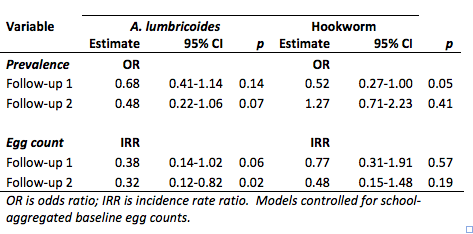 Variable A. lumbricoides Hookworm
Estimate 95% CI p Estimate 95% CI p
Prevalence OR OR
Follow-up 1 0.68 0.41-1.14 0.14 0.52 0.27-1.00 0.05
Follow-up 2 0.48 0.22-1.06 0.07 1.27 0.71-2.23 0.41
Egg count IRR IRR
Follow-up 1 0.38 0.14-1.02 0.06 0.77 0.31-1.91 0.57
Follow-up 2 0.32 0.12-0.82 0.02 0.48 0.15-1.48 0.19
OR is odds ratio; IRR is incidence rate ratio. Models controlled for school-
aggregated baseline egg counts.